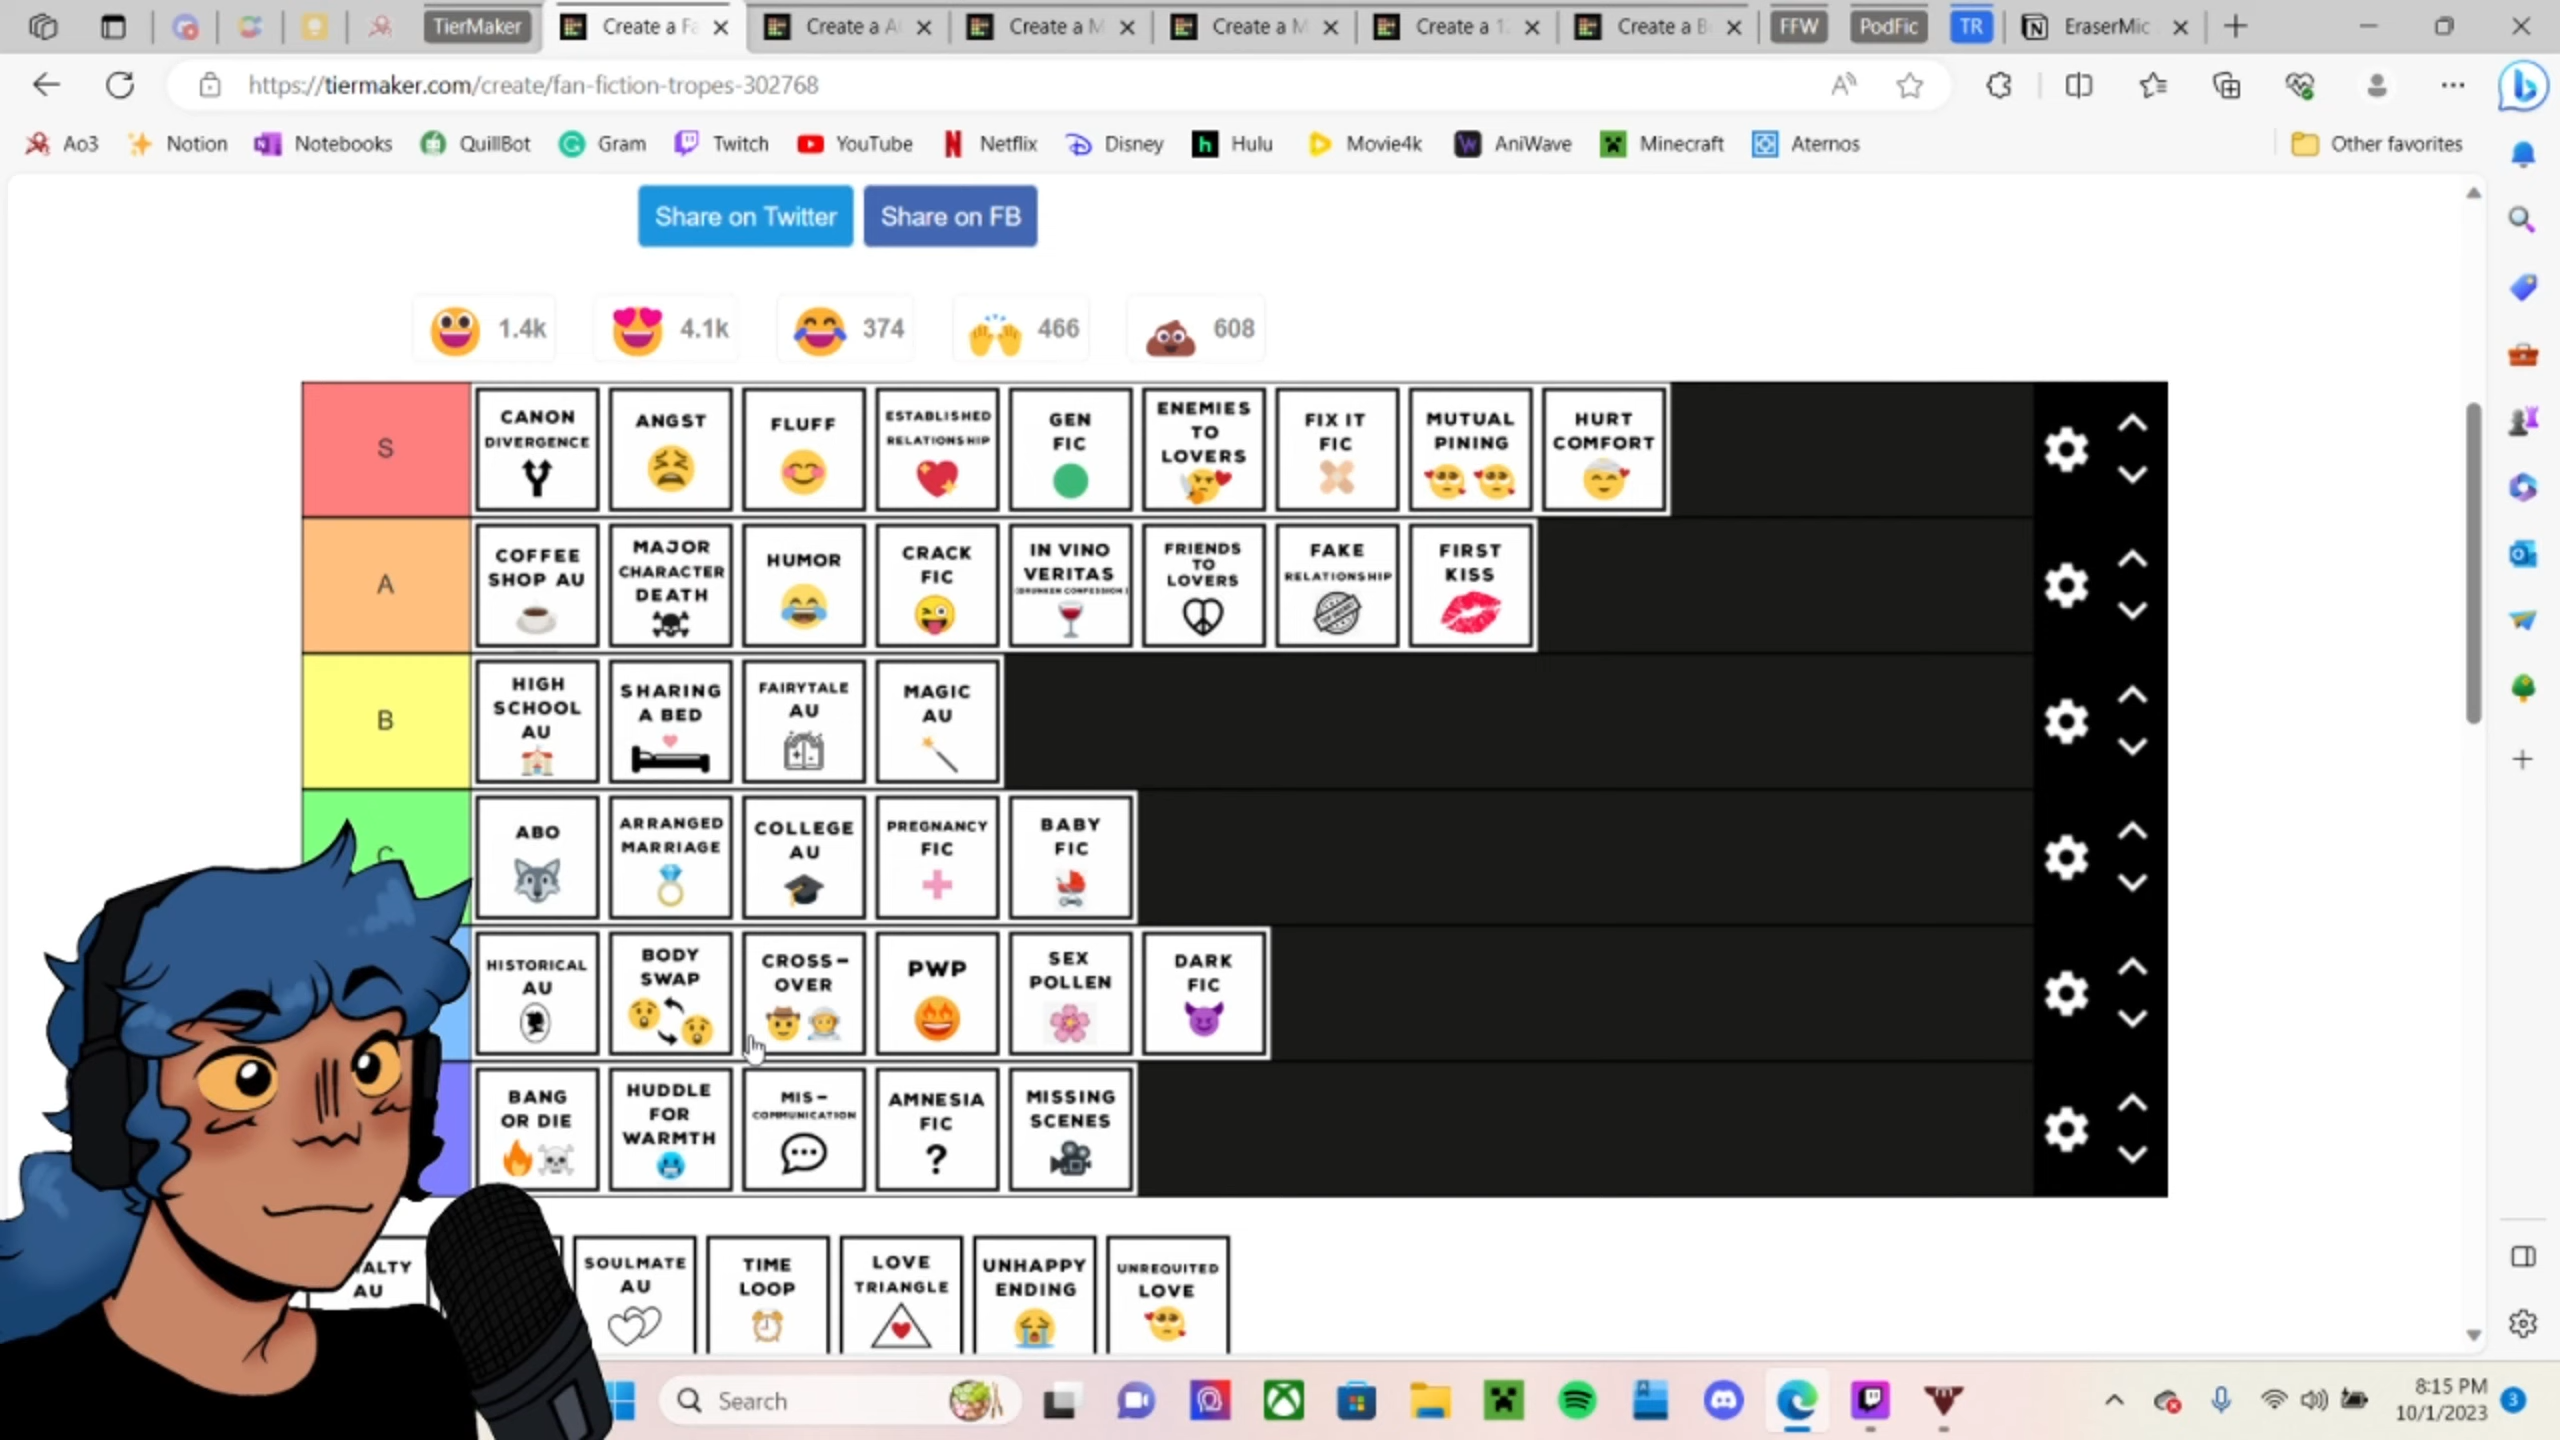 TierMaker
Create a Fa
Create a Al
Create a M
Create a M
Create a 1.
Create a B
FFW
PodFic
TR
EraserMic
https://tiermaker.com/create/fan-fiction-tropes-302768
Ao3
Notion
Notebooks
QuillBot
Gram
Twitch
YouTube
Netflix
Disney
Hulu
Movie4k
AniWave
Minecraft
Aternos
Other favorites
Share on Twitter
Share on FB
1.4k
4.1k
374
466
608
S
CANON
DIVERGENCE
ANGST
FLUFF
ESTABLISHED
RELATIONSHIP
GEN
FIC
ENEMIES
TO
LOVERS
FIX IT
FIC
MUTUAL
PINING
HURT
COMFORT
A
COFFEE
SHOP AU
MAJOR
CHARACTER
DEATH
HUMOR
CRACK
FIC
IN VINO
VERITAS
(DRUNKEN CONFESSION)
FRIENDS
TO
LOVERS
FAKE
RELATIONSHIP
FIRST
KISS
B
HIGH
SCHOOL
AU
SHARING
A BED
FAIRYTALE
AU
MAGIC
AU
ABO
ARRANGED
MARRIAGE
COLLEGE
AU
PREGNANCY
FIC
BABY
FIC
HISTORICAL
AU
BODY
SWAP
CROSS-
OVER
PWP
SEX
POLLEN
DARK
FIC
BANG
OR DIE
HUDDLE
FOR
WARMTH
MIS-
COMMUNICATION
AMNESIA
FIC
?
MISSING
SCENES
ALTY
AU
SOULMATE
AU
TIME
LOOP
LOVE
TRIANGLE
UNHAPPY
ENDING
UNREQUITED
LOVE
Search
8:15 PM
10/1/2023
3